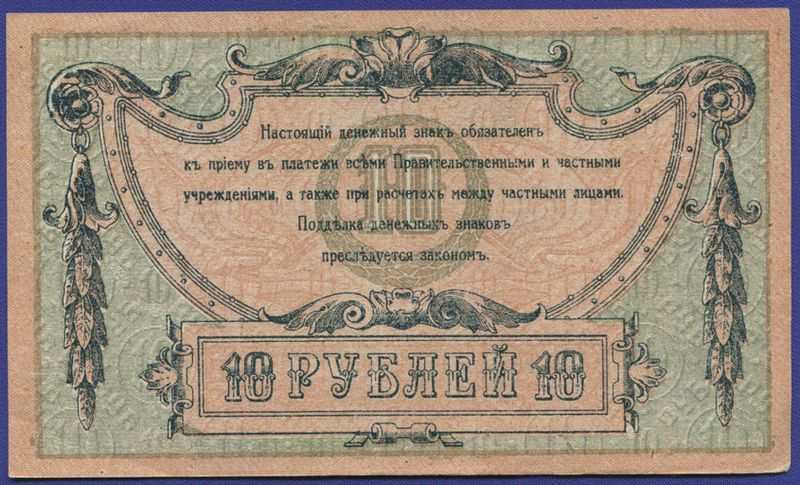 Настоящій денежный знакъ обязателенъ
къ пріему въ платежи всѣми Правительственными и частными
учрежденіями, а также при расчетахъ между частными лицами.
Поддѣлка денежныхъ знаковъ
преслѣдуется закономъ.
10
10 РУБЛЕЙ 10